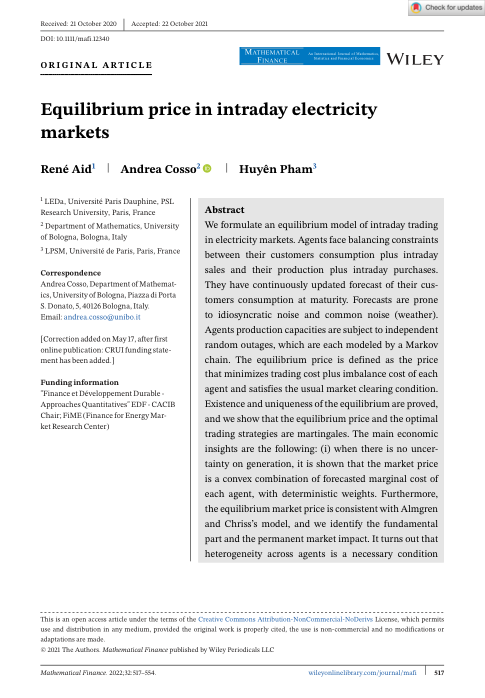 Check for updates
Received: 21 October 2020 | Accepted: 22 October 2021
DOI: 10.1111/mafi.12340
ORIGINAL ARTICLE
MATHEMATICAL FINANCE
An International Journal of Mathematics, Statistics and Financial Economics
WILEY
Equilibrium price in intraday electricity
markets
René Aid1 | Andrea Cosso2 | Huyên Pham3
1 LEDa, Université Paris Dauphine, PSL
Research University, Paris, France
2 Department of Mathematics, University
of Bologna, Bologna, Italy
3 LPSM, Université de Paris, Paris, France
Correspondence
Andrea Cosso, Department of Mathemat-
ics, University of Bologna, Piazza di Porta
S. Donato, 5, 40126 Bologna, Italy.
Email: andrea.cosso@unibo.it
[Correction added on May 17, after first
online publication: CRUI funding state-
ment has been added.]
Funding information
"Finance et Développement Durable -
Approches Quantitatives" EDF - CACIB
Chair; FiME (Finance for Energy Mar-
ket Research Center)
Abstract
We formulate an equilibrium model of intraday trading
in electricity markets. Agents face balancing constraints
between their customers consumption plus intraday
sales and their production plus intraday purchases.
They have continuously updated forecast of their cus-
tomers consumption at maturity. Forecasts are prone
to idiosyncratic noise and common noise (weather).
Agents production capacities are subject to independent
random outages, which are each modeled by a Markov
chain. The equilibrium price is defined as the price
that minimizes trading cost plus imbalance cost of each
agent and satisfies the usual market clearing condition.
Existence and uniqueness of the equilibrium are proved,
and we show that the equilibrium price and the optimal
trading strategies are martingales. The main economic
insights are the following: (i) when there is no uncer-
tainty on generation, it is shown that the market price
is a convex combination of forecasted marginal cost of
each agent, with deterministic weights. Furthermore,
the equilibrium market price is consistent with Almgren
and Chriss's model, and we identify the fundamental
part and the permanent market impact. It turns out that
heterogeneity across agents is a necessary condition
This is an open access article under the terms of the Creative Commons Attribution-NonCommercial-NoDerivs License, which permits
use and distribution in any medium, provided the original work is properly cited, the use is non-commercial and no modifications or
adaptations are made.
© 2021 The Authors. Mathematical Finance published by Wiley Periodicals LLC
Mathematical Finance. 2022;32:517–554.
wileyonlinelibrary.com/journal/mafi | 517